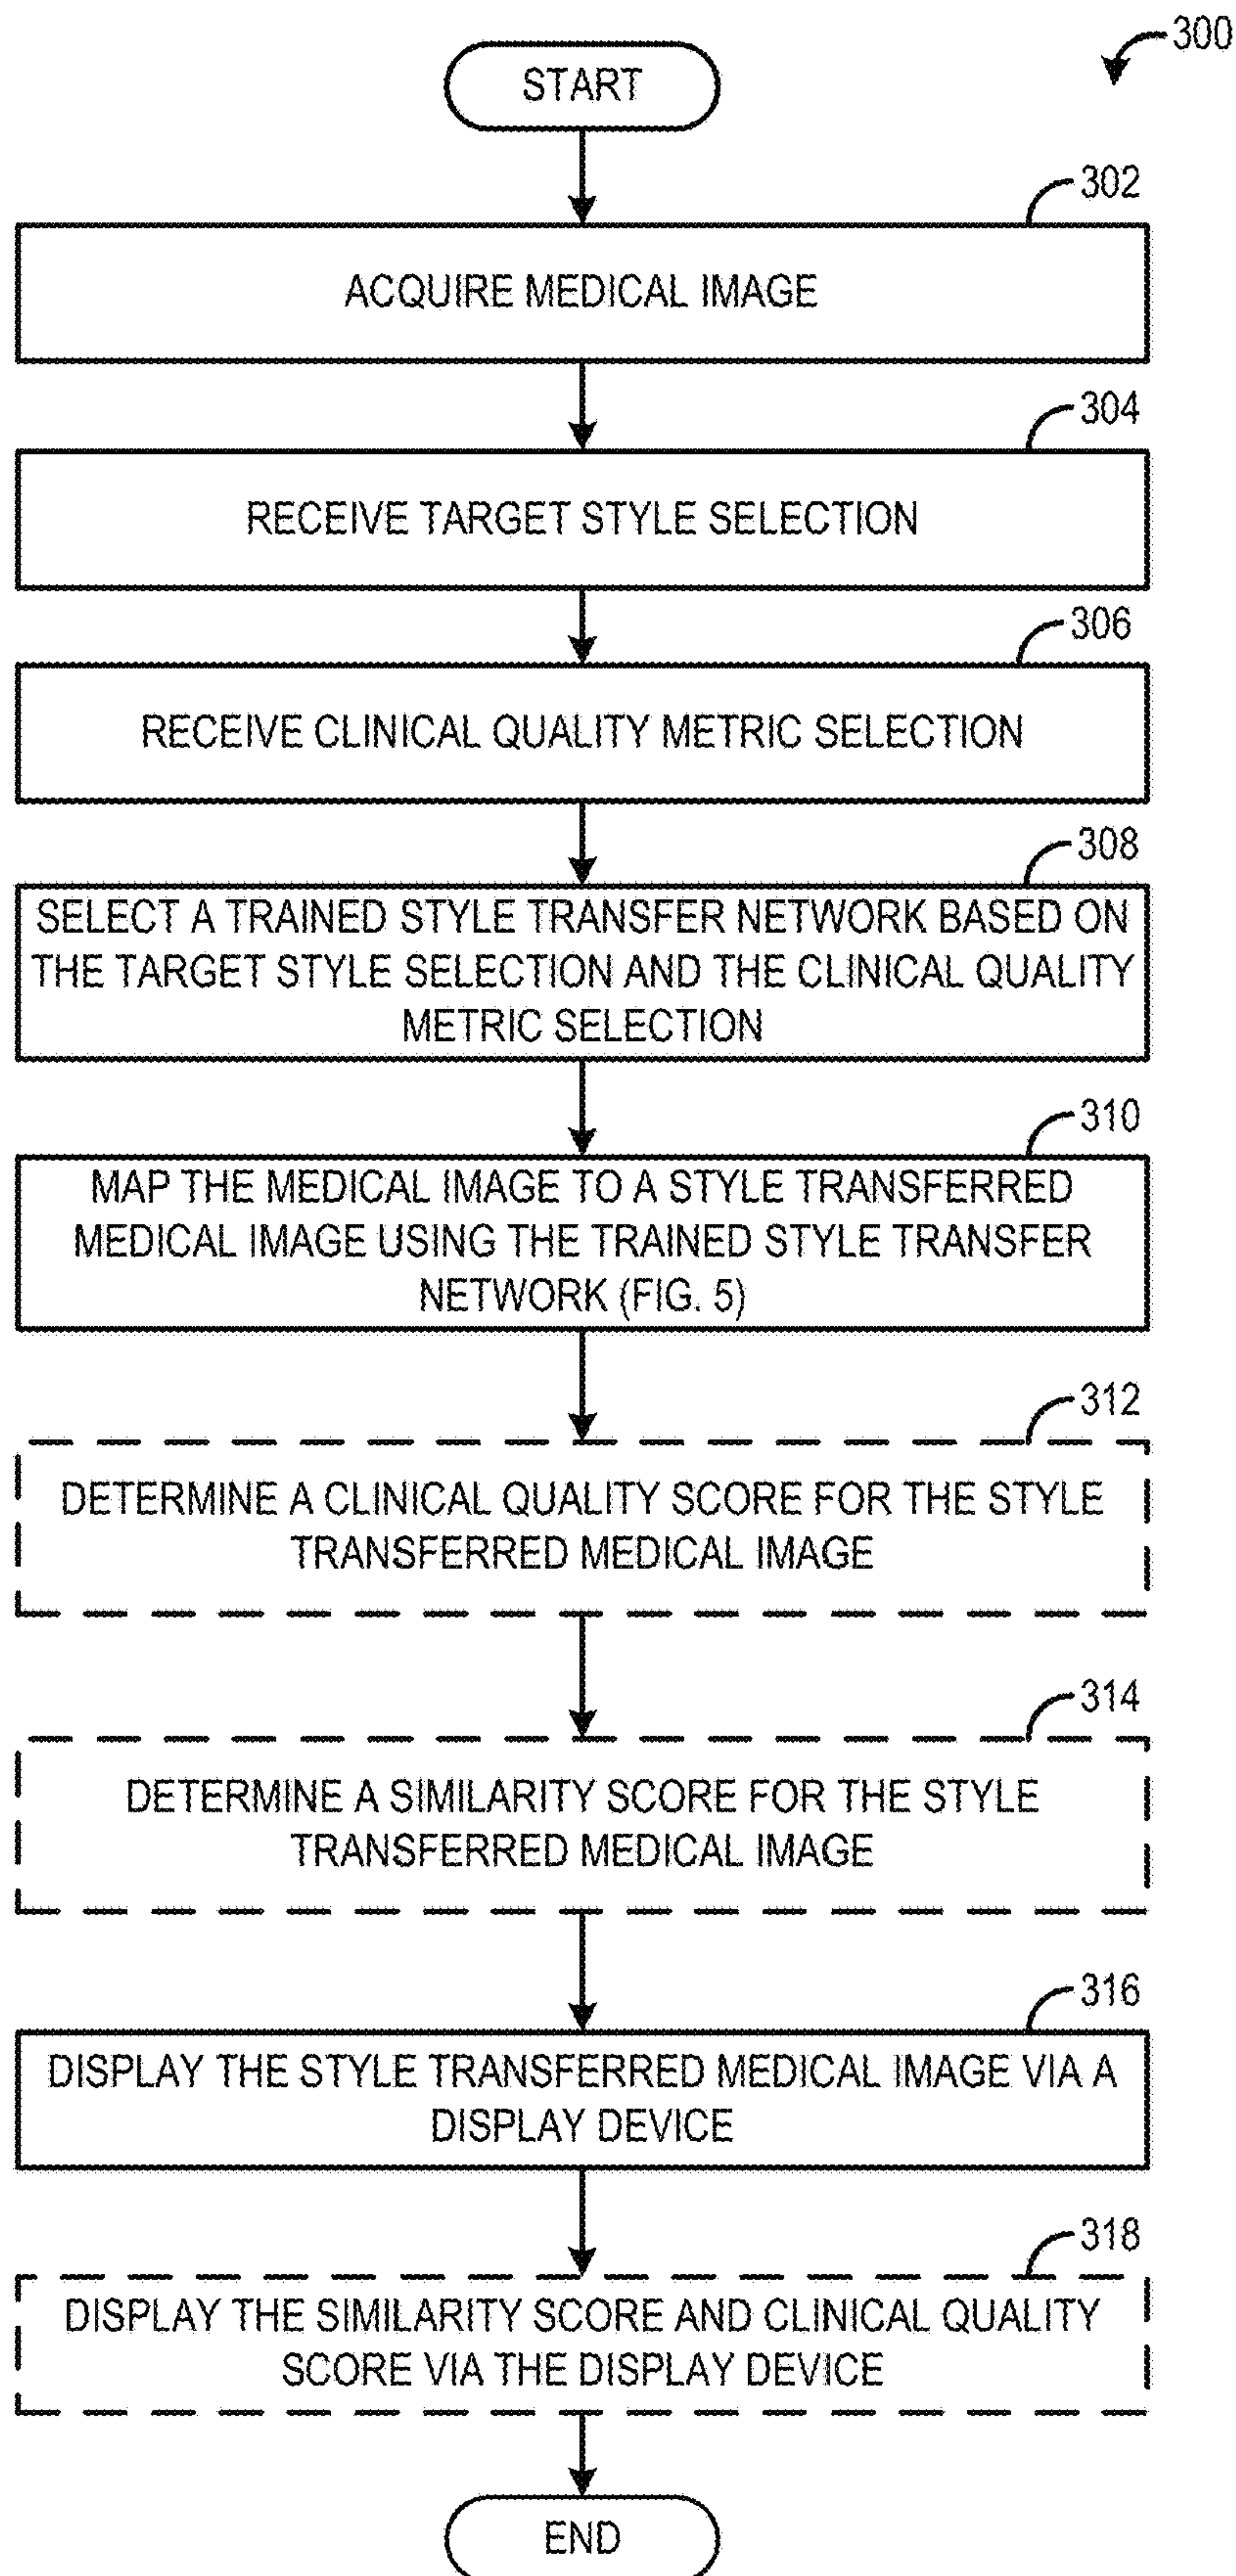 300
START
302
ACQUIRE MEDICAL IMAGE
304
RECEIVE TARGET STYLE SELECTION
306
RECEIVE CLINICAL QUALITY METRIC SELECTION
308
SELECT A TRAINED STYLE TRANSFER NETWORK BASED ON
THE TARGET STYLE SELECTION AND THE CLINICAL QUALITY
METRIC SELECTION
310
MAP THE MEDICAL IMAGE TO A STYLE TRANSFERRED
MEDICAL IMAGE USING THE TRAINED STYLE TRANSFER
NETWORK (FIG. 5)
312
DETERMINE A CLINICAL QUALITY SCORE FOR THE STYLE
TRANSFERRED MEDICAL IMAGE
314
DETERMINE A SIMILARITY SCORE FOR THE STYLE
TRANSFERRED MEDICAL IMAGE
316
DISPLAY THE STYLE TRANSFERRED MEDICAL IMAGE VIA A
DISPLAY DEVICE
318
DISPLAY THE SIMILARITY SCORE AND CLINICAL QUALITY
SCORE VIA THE DISPLAY DEVICE
END